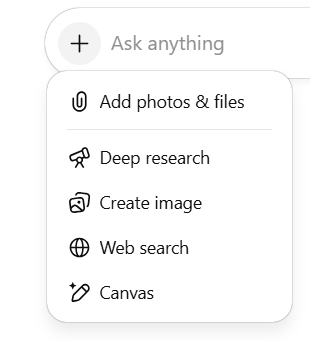 Ask anything
Add photos & files
Deep research
Create image
Web search
Canvas